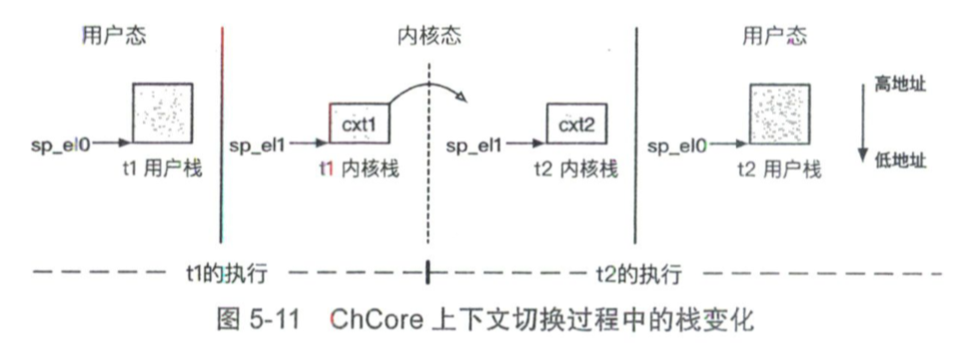 用户态 内核态 用户态
高地址
cxt1 cxt2
sp_el0 sp_el1 sp_el1 sp_el0
低地址
t1 用户栈 t1 内核栈 t2 内核栈 t2 用户栈
t1的执行 t2的执行
图 5-11 ChCore 上下文切换过程中的栈变化